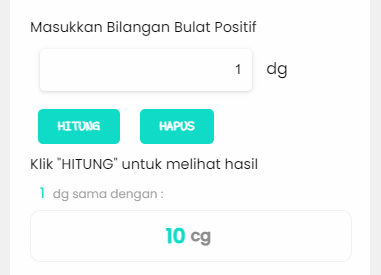 Masukkan Bilangan Bulat Positif
1 dg
HITUNG HAPUS
Klik "HITUNG" untuk melihat hasil
1 dg sama dengan :
10 cg